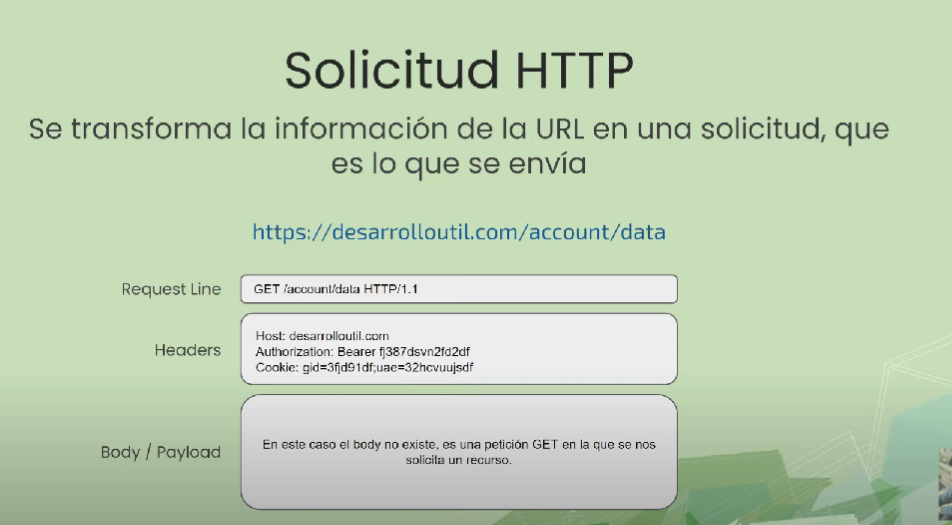 Solicitud HTTP
Se transforma la información de la URL en una solicitud, que
es lo que se envía
https://desarrolloutil.com/account/data
Request Line
GET /account/data HTTP/1.1
Headers
Host: desarrolloutil.com
Authorization: Bearer fj387dsvn2fd2df
Cookie: gid=3fjd91df;uae=32hcvuujsdf
Body / Payload
En este caso el body no existe, es una petición GET en la que se nos
solicita un recurso.